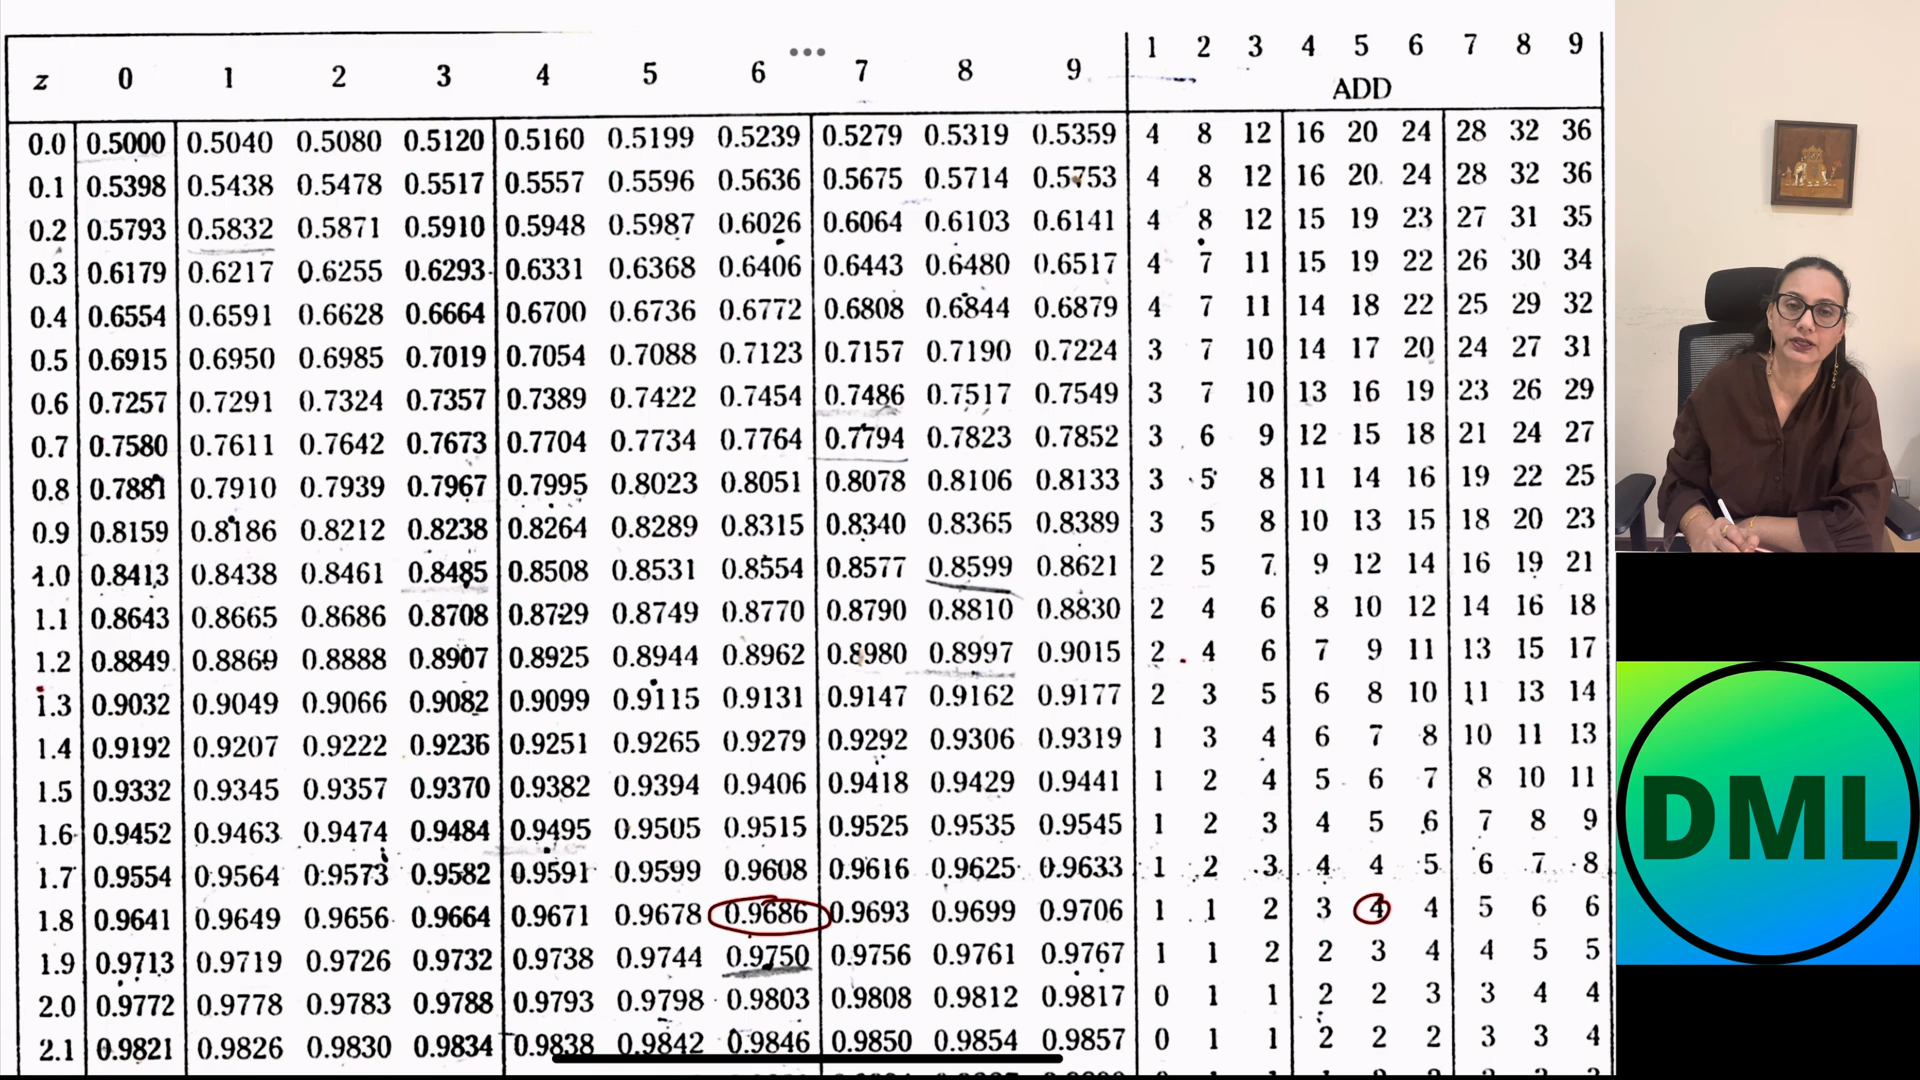 1 2 3 4 5 6 7 8 9
z 0 1 2 3 4 5 6 7 8 9 ADD
0.0 0.5000 0.5040 0.5080 0.5120 0.5160 0.5199 0.5239 0.5279 0.5319 0.5359 4 8 12 16 20 24 28 32 36
0.1 0.5398 0.5438 0.5478 0.5517 0.5557 0.5596 0.5636 0.5675 0.5714 0.5753 4 8 12 16 20 24 28 32 36
0.2 0.5793 0.5832 0.5871 0.5910 0.5948 0.5987 0.6026 0.6064 0.6103 0.6141 4 8 12 15 19 23 27 31 35
0.3 0.6179 0.6217 0.6255 0.6293 0.6331 0.6368 0.6406 0.6443 0.6480 0.6517 4 7 11 15 19 22 26 30 34
0.4 0.6554 0.6591 0.6628 0.6664 0.6700 0.6736 0.6772 0.6808 0.6844 0.6879 4 7 11 14 18 22 25 29 32
0.5 0.6915 0.6950 0.6985 0.7019 0.7054 0.7088 0.7123 0.7157 0.7190 0.7224 3 7 10 14 17 20 24 27 31
0.6 0.7257 0.7291 0.7324 0.7357 0.7389 0.7422 0.7454 0.7486 0.7517 0.7549 3 7 10 13 16 19 23 26 29
0.7 0.7580 0.7611 0.7642 0.7673 0.7704 0.7734 0.7764 0.7794 0.7823 0.7852 3 6 9 12 15 18 21 24 27
0.8 0.7881 0.7910 0.7939 0.7967 0.7995 0.8023 0.8051 0.8078 0.8106 0.8133 3 5 8 11 14 16 19 22 25
0.9 0.8159 0.8186 0.8212 0.8238 0.8264 0.8289 0.8315 0.8340 0.8365 0.8389 3 5 8 10 13 15 18 20 23
1.0 0.8413 0.8438 0.8461 0.8485 0.8508 0.8531 0.8554 0.8577 0.8599 0.8621 2 5 7 9 12 14 16 19 21
1.1 0.8643 0.8665 0.8686 0.8708 0.8729 0.8749 0.8770 0.8790 0.8810 0.8830 2 4 6 8 10 12 14 16 18
1.2 0.8849 0.8869 0.8888 0.8907 0.8925 0.8944 0.8962 0.8980 0.8997 0.9015 2 4 6 7 9 11 13 15 17
1.3 0.9032 0.9049 0.9066 0.9082 0.9099 0.9115 0.9131 0.9147 0.9162 0.9177 2 3 5 6 8 10 11 13 14
1.4 0.9192 0.9207 0.9222 0.9236 0.9251 0.9265 0.9279 0.9292 0.9306 0.9319 1 3 4 6 7 8 10 11 13
1.5 0.9332 0.9345 0.9357 0.9370 0.9382 0.9394 0.9406 0.9418 0.9429 0.9441 1 2 4 5 6 7 8 10 11
1.6 0.9452 0.9463 0.9474 0.9484 0.9495 0.9505 0.9515 0.9525 0.9535 0.9545 1 2 3 4 5 6 7 8 9
1.7 0.9554 0.9564 0.9573 0.9582 0.9591 0.9599 0.9608 0.9616 0.9625 0.9633 1 2 3 4 4 5 6 7 8
1.8 0.9641 0.9649 0.9656 0.9664 0.9671 0.9678 0.9686 0.9693 0.9699 0.9706 1 1 2 3 4 4 5 6 6
1.9 0.9713 0.9719 0.9726 0.9732 0.9738 0.9744 0.9750 0.9756 0.9761 0.9767 1 1 2 2 3 4 4 5 5
2.0 0.9772 0.9778 0.9783 0.9788 0.9793 0.9798 0.9803 0.9808 0.9812 0.9817 0 1 1 2 2 3 3 4 4
2.1 0.9821 0.9826 0.9830 0.9834 0.9838 0.9842 0.9846 0.9850 0.9854 0.9857 0 1 1 2 2 2 3 3 4
DML